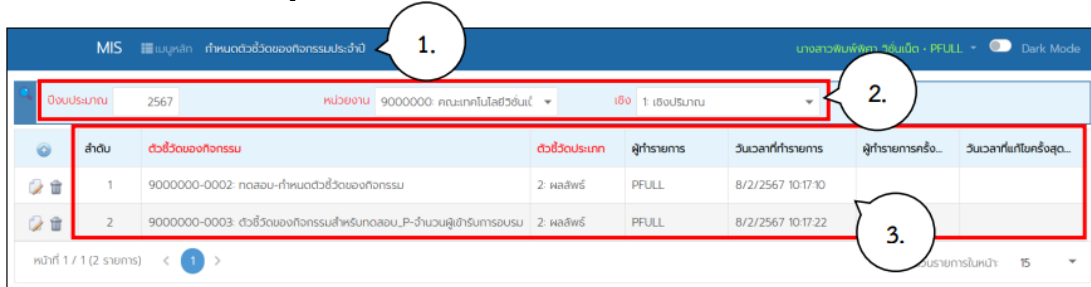 1.
MIS เมนูหลัก กำหนดตัวชี้วัดของกิจกรรมประจำปี นางสาวพิมพ์พิศา วิชั่นเน็ต - PFULL Dark Mode
2.
ปีงบประมาณ 2567 หน่วยงาน 9000000: คณะเทคโนโลยีวิชั่นเน็ เชิง 1: เชิงปริมาณ
ลำดับ ตัวชี้วัดของกิจกรรม ตัวชี้วัดประเภท ผู้ทำรายการ วันเวลาที่ทำรายการ ผู้ทำรายการครั้ง... วันเวลาที่แก้ไขครั้งสุด...
1 9000000-0002: ทดสอบ-กำหนดตัวชี้วัดของกิจกรรม 2: ผลลัพธ์ PFULL 8/2/2567 10:17:10
2 9000000-0003: ตัวชี้วัดของกิจกรรมสำหรับทดสอบ_P-จำนวนผู้เข้ารับการอบรม 2: ผลลัพธ์ PFULL 8/2/2567 10:17:22
3.
หน้าที่ 1 / 1 (2 รายการ) < 1 > นวนรายการในหน้า: 15